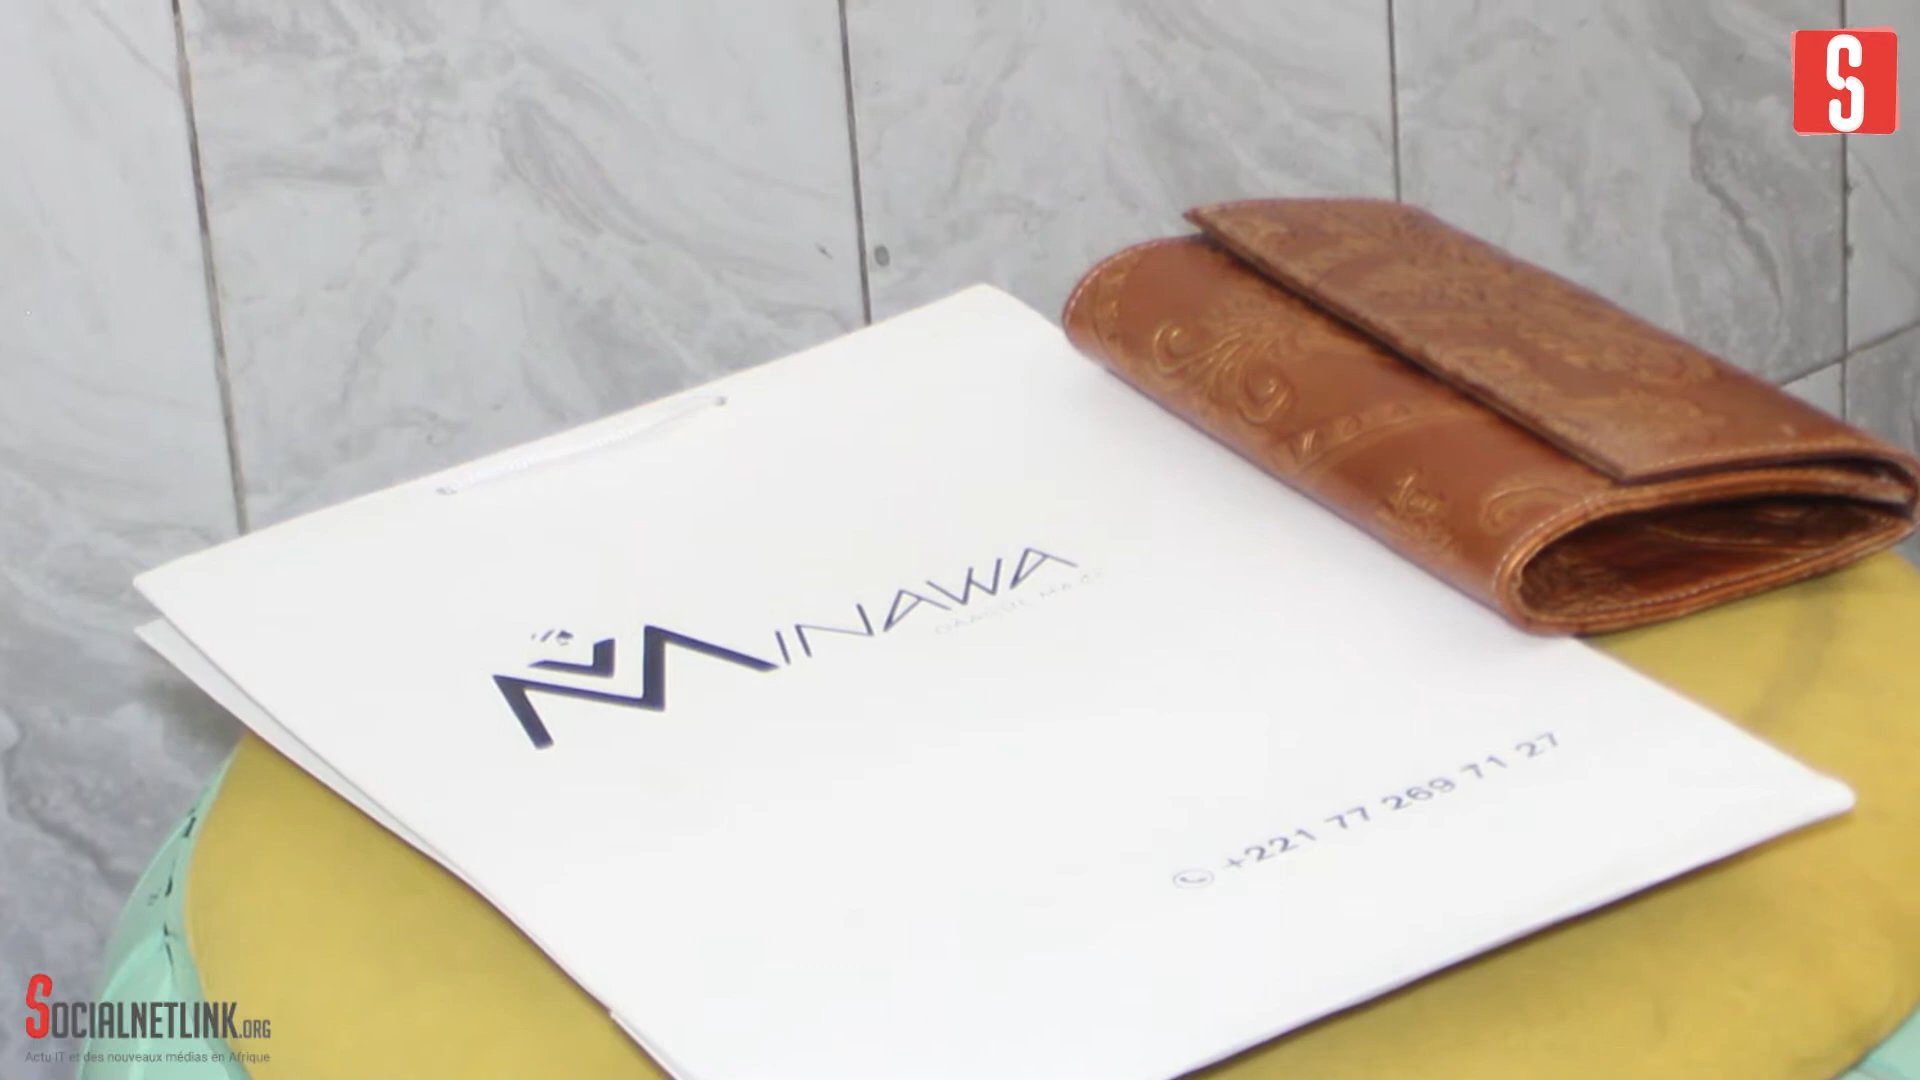 S
MINAWA
+221 77 269 71 27
SOCIALNETLINK.ORG
Actu IT et des nouveaux médias en Afrique